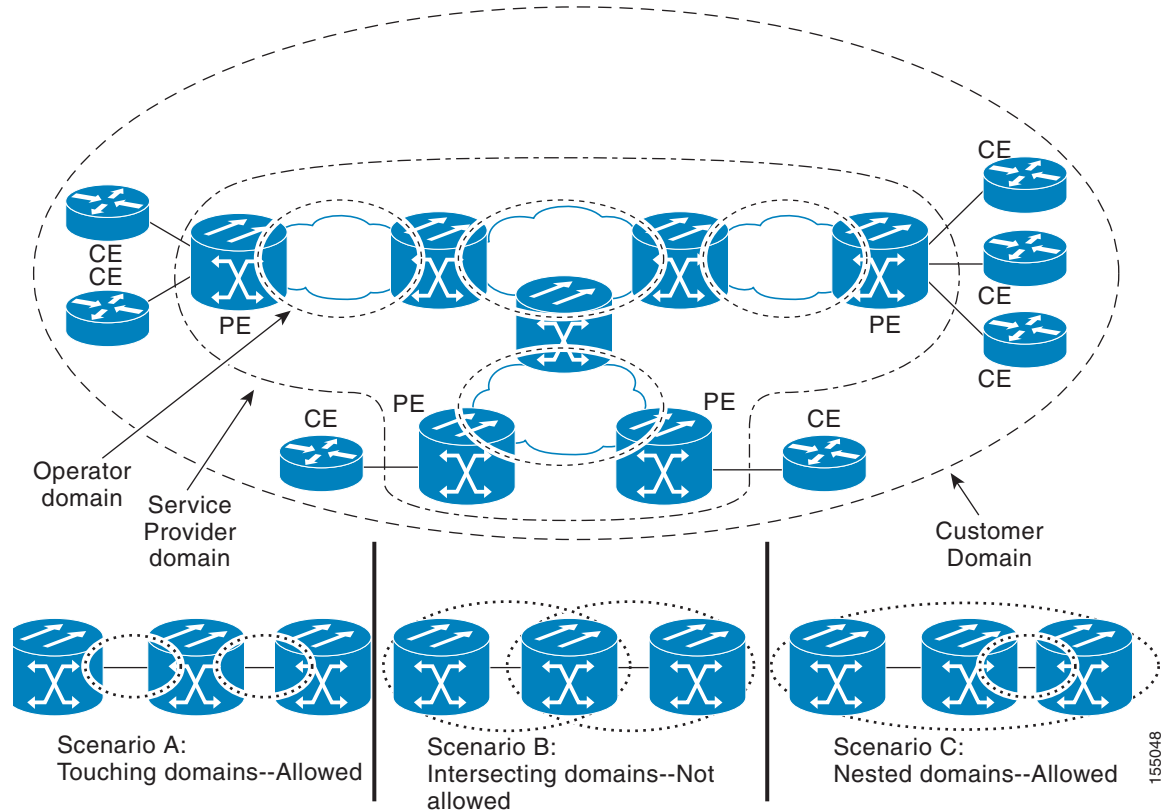 CE
CE
CE
CE
CE
CE
PE
PE
PE
PE
CE
CE
Operator
domain
Service
Provider
domain
Customer
Domain
Scenario A:
Touching domains--Allowed
Scenario B:
Intersecting domains--Not
allowed
Scenario C:
Nested domains--Allowed
155048